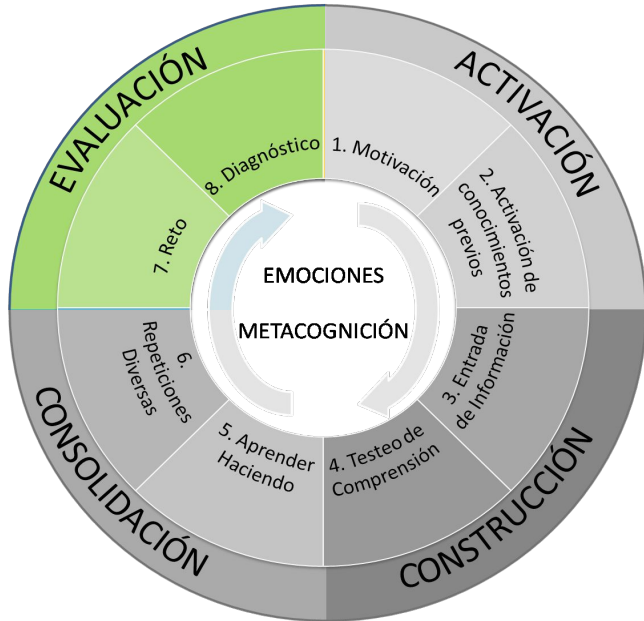 ACTIVACIÓN
1. Motivación
2. Activación de
conocimientos
previos
CONSTRUCCIÓN
3. Entrada
de Información
4. Testeo de
Comprensión
CONSOLIDACIÓN
5. Aprender
Haciendo
6.
Repeticiones
Diversas
EVALUACIÓN
7. Reto
8. Diagnóstico
EMOCIONES
METACOGNICIÓN